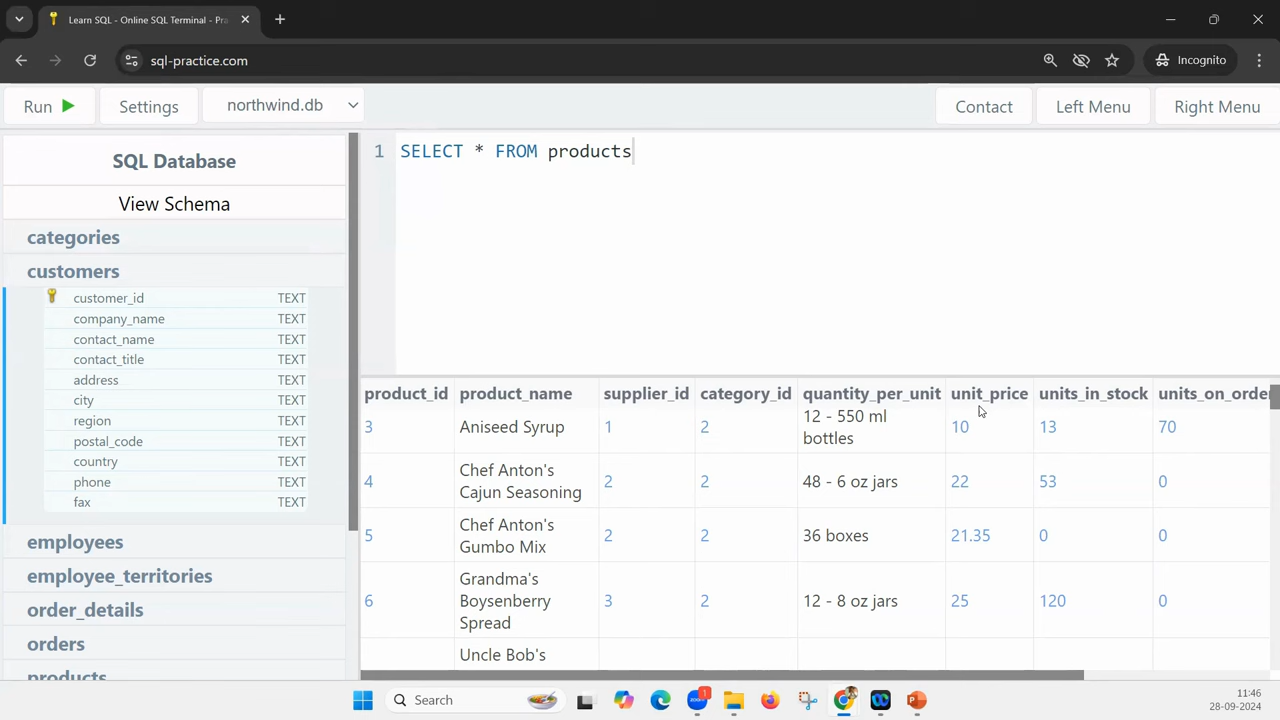 Learn SQL - Online SQL Terminal - Pra
sql-practice.com
Incognito
Run
Settings
northwind.db
Contact
Left Menu
Right Menu
SQL Database
View Schema
categories
customers
customer_id TEXT
company_name TEXT
contact_name TEXT
contact_title TEXT
address TEXT
city TEXT
region TEXT
postal_code TEXT
country TEXT
phone TEXT
fax TEXT
employees
employee_territories
order_details
orders
products
1 SELECT * FROM products
product_id product_name supplier_id category_id quantity_per_unit unit_price units_in_stock units_on_order
3 Aniseed Syrup 1 2 12 - 550 ml bottles 10 13 70
4 Chef Anton's Cajun Seasoning 2 2 48 - 6 oz jars 22 53 0
5 Chef Anton's Gumbo Mix 2 2 36 boxes 21.35 0 0
6 Grandma's Boysenberry Spread 3 2 12 - 8 oz jars 25 120 0
Uncle Bob's
Search
1
11:46
28-09-2024